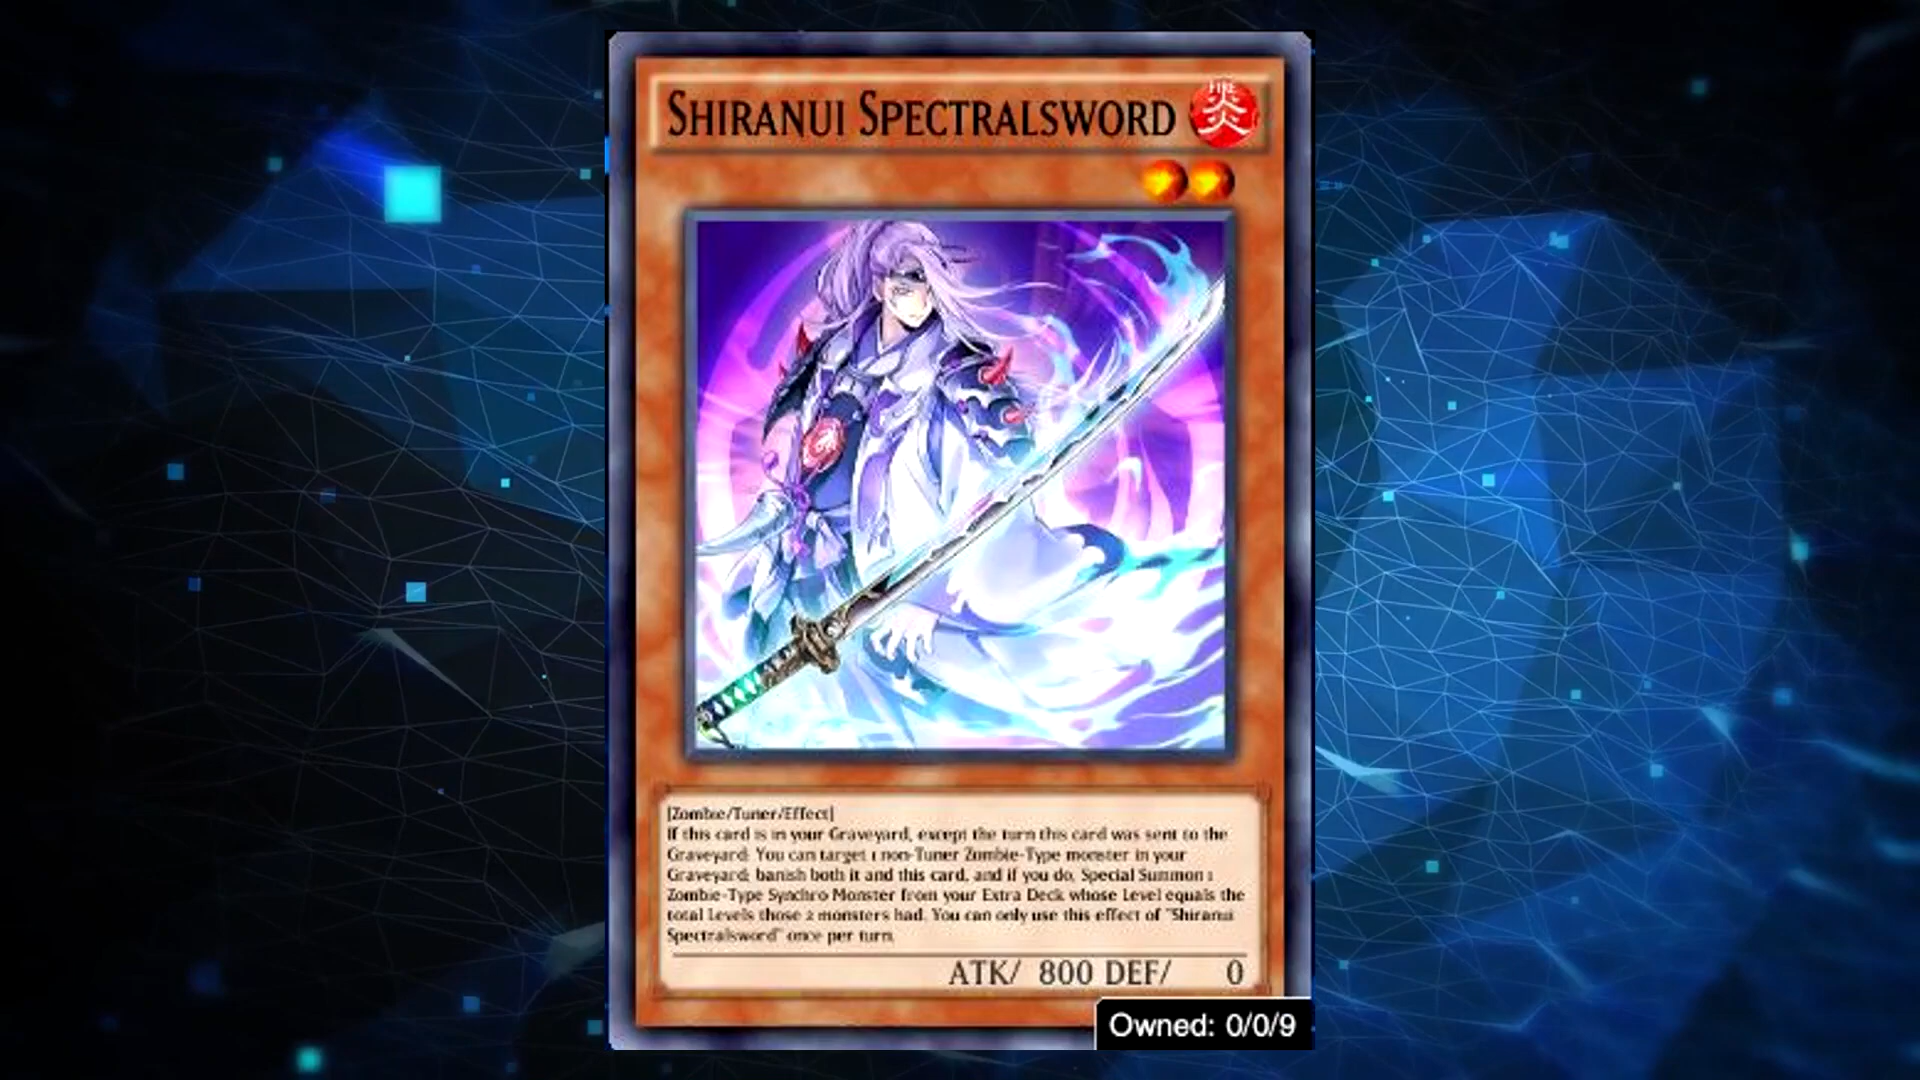 SHIRANUI SPECTRALSWORD
FIRE
炎
[Zombie/Tuner/Effect]
If this card is in your Graveyard, except the turn this card was sent to the
Graveyard: You can target 1 non-Tuner Zombie-Type monster in your
Graveyard; banish both it and this card, and if you do, Special Summon 1
Zombie-Type Synchro Monster from your Extra Deck whose Level equals the
total Levels those 2 monsters had. You can only use this effect of "Shiranui
Spectralsword" once per turn.
ATK/ 800 DEF/ 0
Owned: 0/0/9